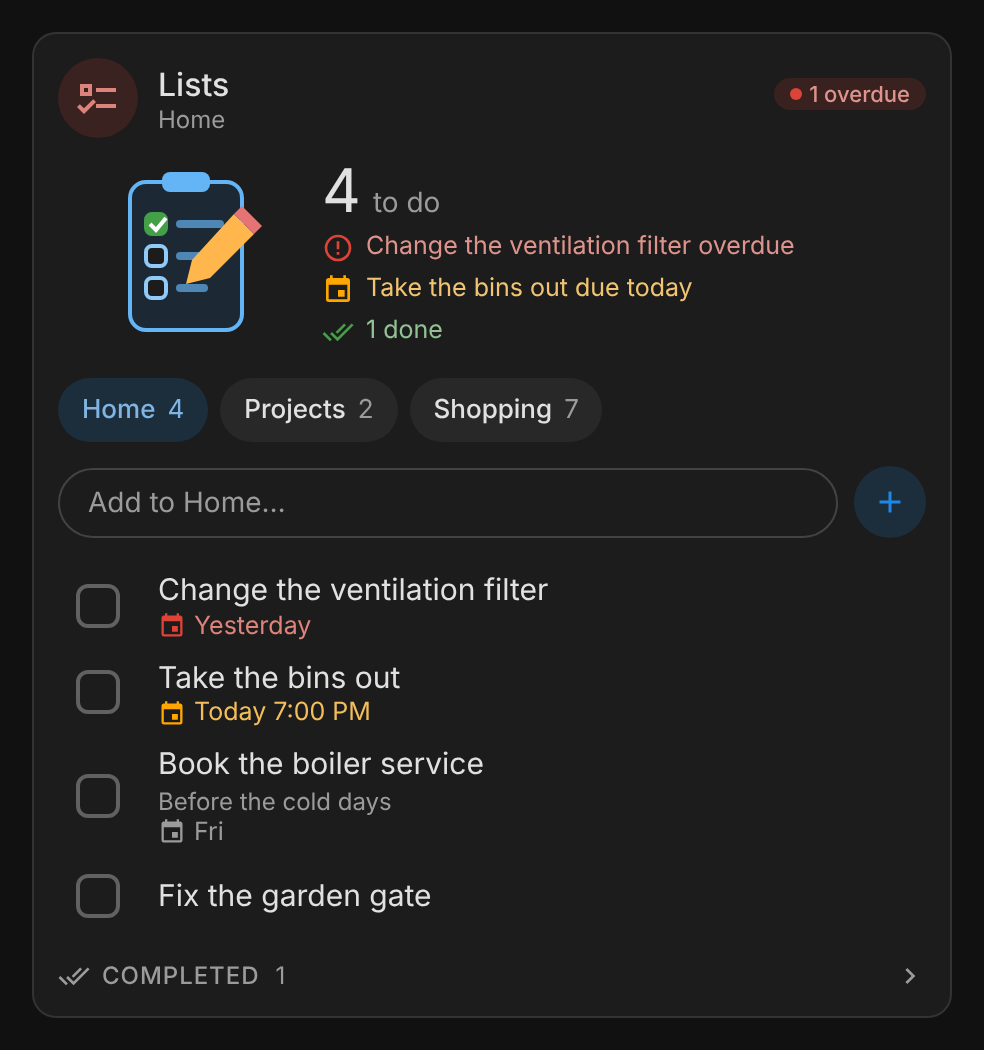 Lists
Home
1 overdue
4 to do
Change the ventilation filter overdue
Take the bins out due today
1 done
Home 4
Projects 2
Shopping 7
Add to Home...
Change the ventilation filter
Yesterday
Take the bins out
Today 7:00 PM
Book the boiler service
Before the cold days
Fri
Fix the garden gate
COMPLETED 1